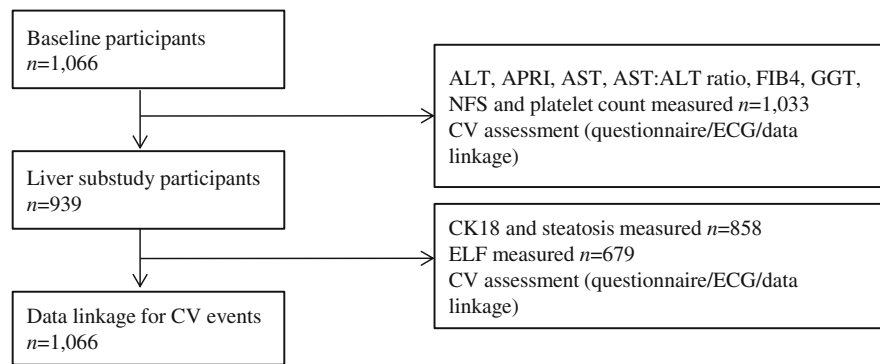 Baseline participants
n=1,066
ALT, APRI, AST, AST:ALT ratio, FIB4, GGT,
NFS and platelet count measured n=1,033
CV assessment (questionnaire/ECG/data
linkage)
Liver substudy participants
n=939
CK18 and steatosis measured n=858
ELF measured n=679
CV assessment (questionnaire/ECG/data
linkage)
Data linkage for CV events
n=1,066